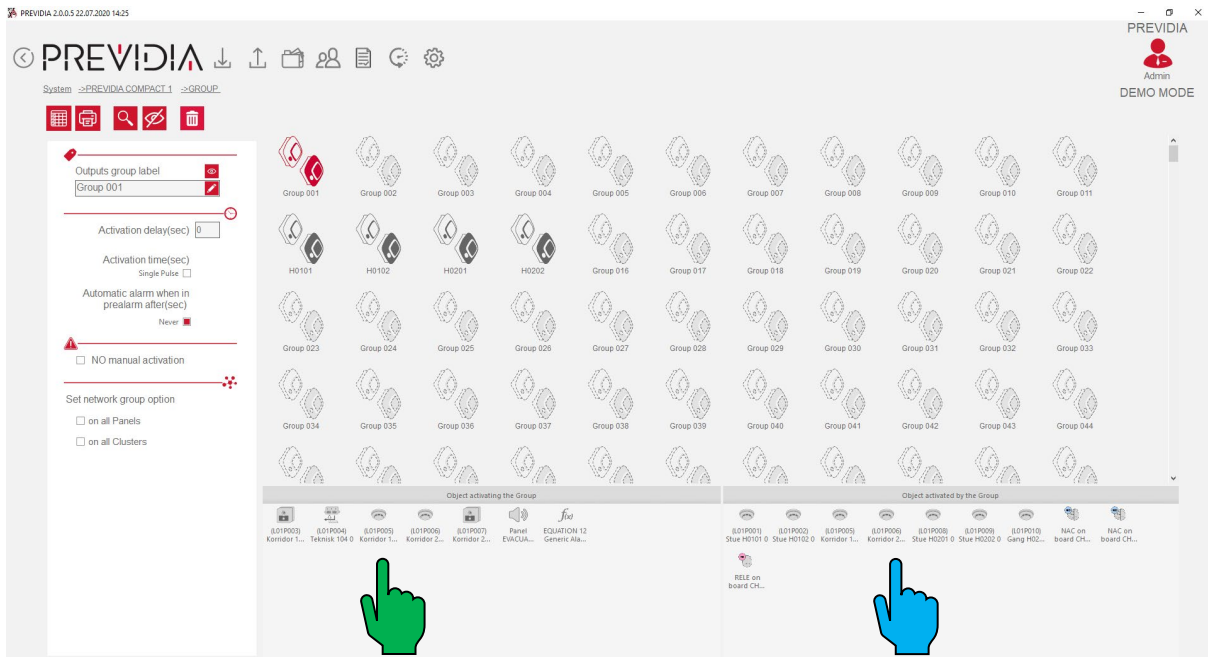 PREVIDIA 2.0.0.5 22.07.2020 14:25
PREVIDIA
PREVIDIA
Admin
DEMO MODE
System ->PREVIDIA COMPACT 1 ->GROUP
Outputs group label
Group 001
Activation delay(sec) 0
Activation time(sec)
Single Pulse
Automatic alarm when in
prealarm after(sec)
Never
NO manual activation
Set network group option
on all Panels
on all Clusters
Group 001 Group 002 Group 003 Group 004 Group 005 Group 006 Group 007 Group 008 Group 009 Group 010 Group 011
H0101 H0102 H0201 H0202 Group 016 Group 017 Group 018 Group 019 Group 020 Group 021 Group 022
Group 023 Group 024 Group 025 Group 026 Group 027 Group 028 Group 029 Group 030 Group 031 Group 032 Group 033
Group 034 Group 035 Group 036 Group 037 Group 038 Group 039 Group 040 Group 041 Group 042 Group 043 Group 044
Object activating the Group
f(x)
(L01P003) (L01P004) (L01P005) (L01P006) (L01P007) Panel EQUATION 12
Korridor 1... Teknisk 104 0 Korridor 1... Korridor 2... Korridor 2... EVACUA... Generic Ala...
Object activated by the Group
(L01P001) (L01P002) (L01P005) (L01P006) (L01P008) (L01P009) (L01P010) NAC on NAC on
Stue H0101 0 Stue H0102 0 Korridor 1... Korridor 2... Stue H0201 0 Stue H0202 0 Gang H02... board CH... board CH...
RELE on
board CH...